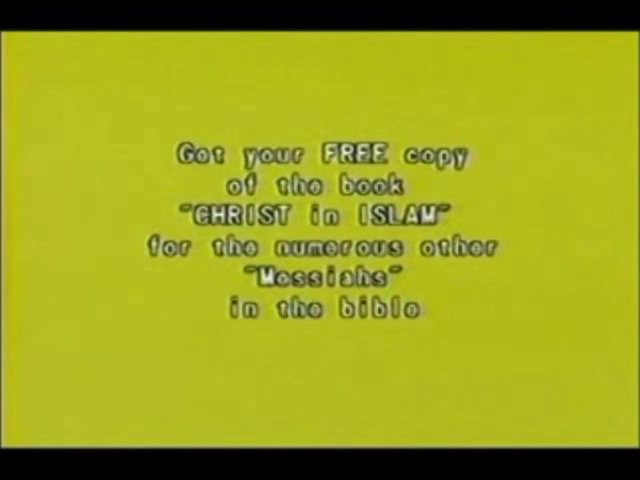 Get your FREE copy
of the book
"CHRIST in ISLAM"
for the numerous other
"Messiahs"
in the bible